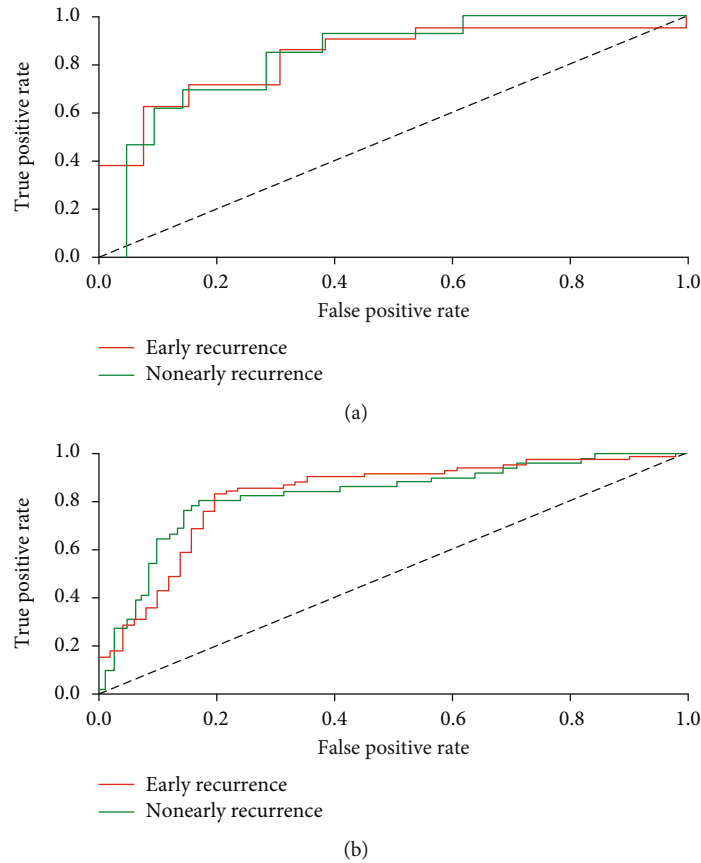 1.0
0.8
0.6
0.4
0.2
0.0
True positive rate
0.0 0.2 0.4 0.6 0.8 1.0
False positive rate
Early recurrence
Nonearly recurrence
(a)
1.0
0.8
0.6
0.4
0.2
0.0
True positive rate
0.0 0.2 0.4 0.6 0.8 1.0
False positive rate
Early recurrence
Nonearly recurrence
(b)